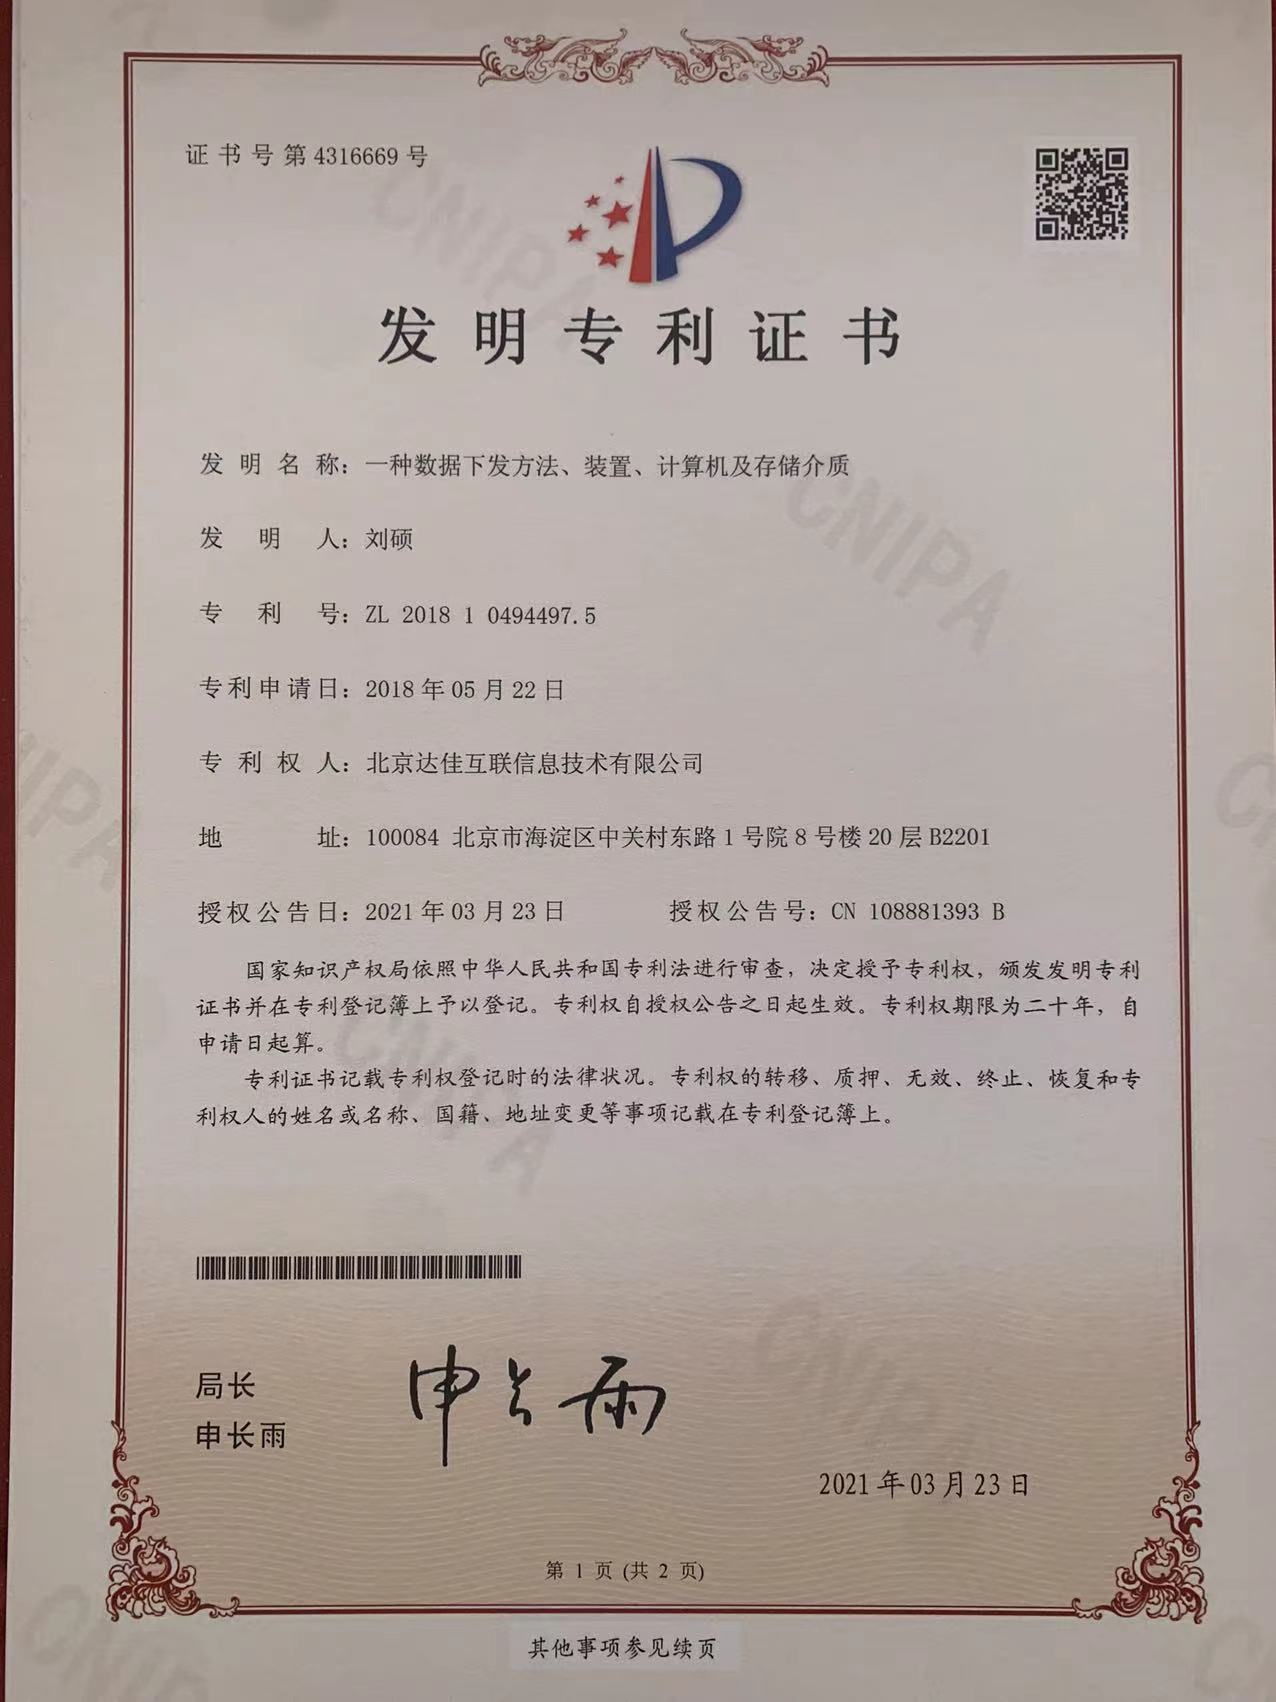 证书号第4316669号
发明专利证书
发明名称：一种数据下发方法、装置、计算机及存储介质
发明人：刘硕
专利号：ZL 2018 1 0494497.5
专利申请日：2018年05月22日
专利权人：北京达佳互联信息技术有限公司
地址：100084 北京市海淀区中关村东路1号院8号楼20层B2201
授权公告日：2021年03月23日 授权公告号：CN 108881393 B
国家知识产权局依照中华人民共和国专利法进行审查，决定授予专利权，颁发发明专利
证书并在专利登记簿上予以登记。专利权自授权公告之日起生效。专利权期限为二十年，自
申请日起算。
专利证书记载专利权登记时的法律状况。专利权的转移、质押、无效、终止、恢复和专
利权人的姓名或名称、国籍、地址变更等事项记载在专利登记簿上。
局长
申长雨
申长雨
2021年03月23日
第 1 页 (共 2 页)
其他事项参见续页
CNIPA
CNIPA
CNIPA
CNIPA
CNIPA